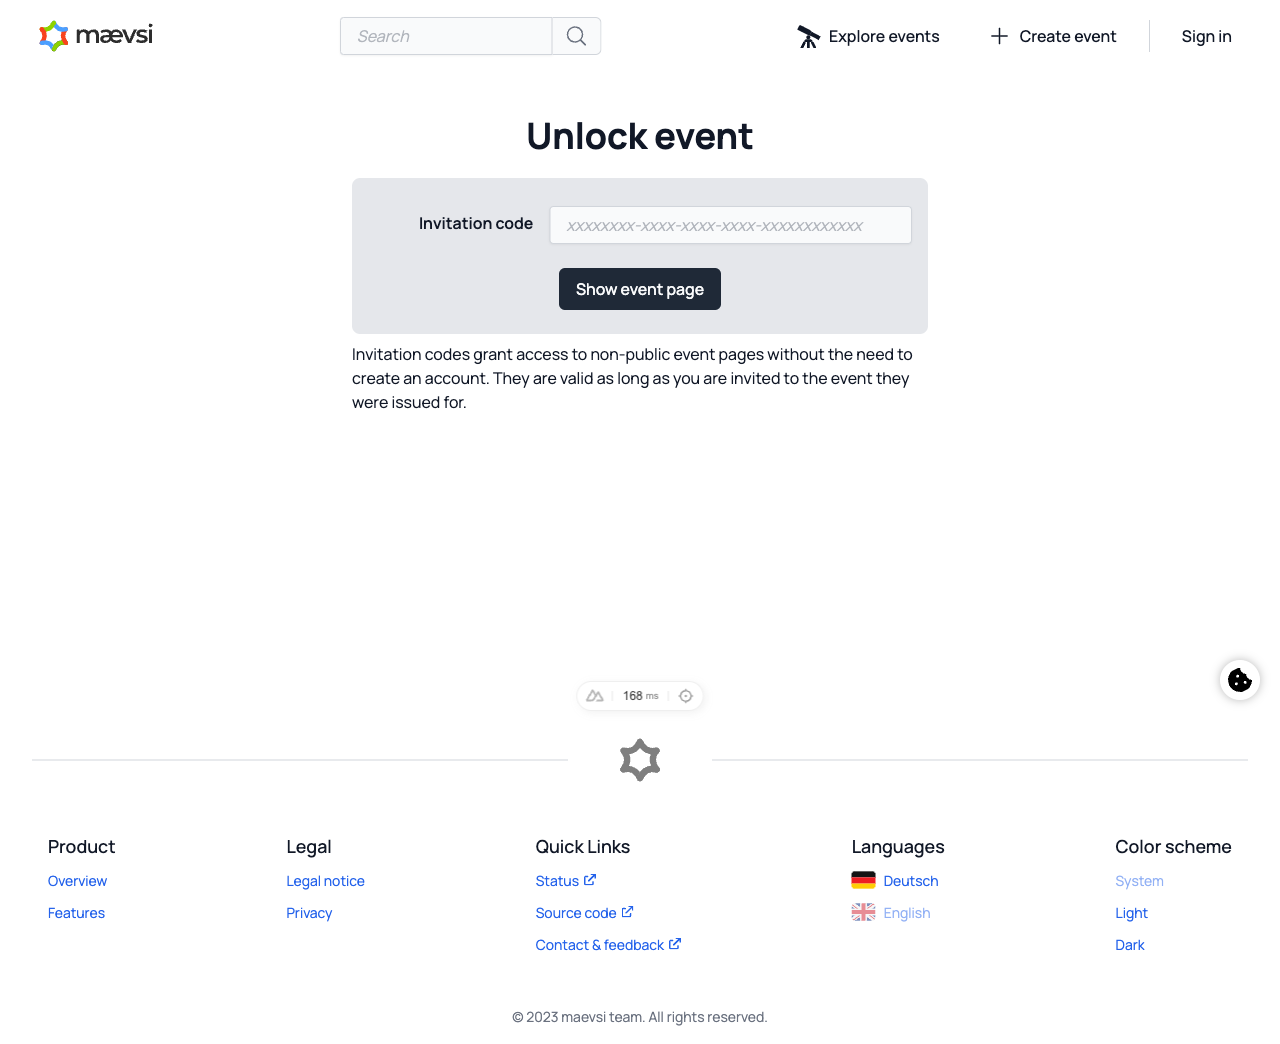 mævsi
Search
Explore events
Create event
Sign in
Unlock event
Invitation code
xxxxxxxx-xxxx-xxxx-xxxx-xxxxxxxxxxxx
Show event page
Invitation codes grant access to non-public event pages without the need to
create an account. They are valid as long as you are invited to the event they
were issued for.
168 ms
Product
Overview
Features
Legal
Legal notice
Privacy
Quick Links
Status
Source code
Contact & feedback
Languages
Deutsch
English
Color scheme
System
Light
Dark
© 2023 maevsi team. All rights reserved.